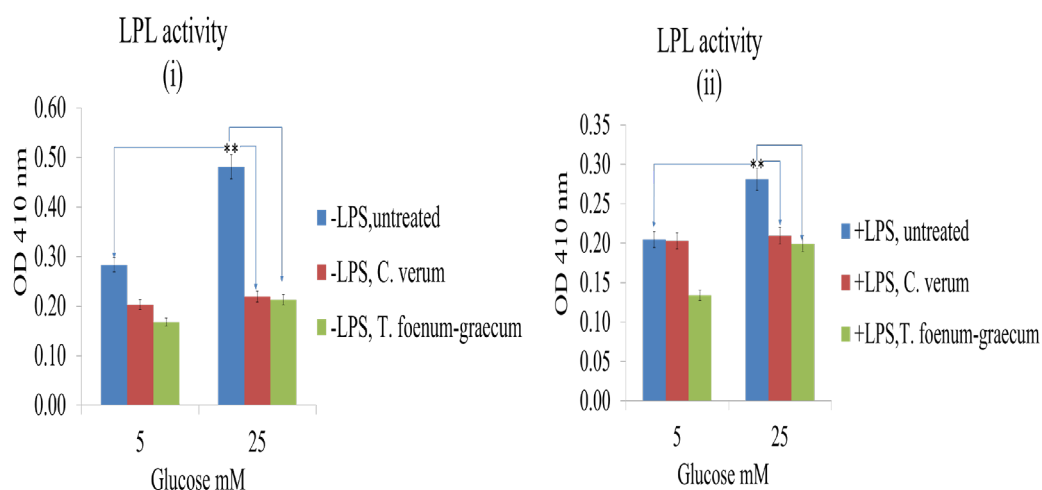 LPL activity
(i)
0.60
0.50
0.40
0.30
0.20
0.10
0.00
OD 410 nm
**
5
25
Glucose mM
-LPS,untreated
-LPS, C. verum
-LPS, T. foenum-graecum
LPL activity
(ii)
0.35
0.30
0.25
0.20
0.15
0.10
0.05
0.00
OD 410 nm
**
5
25
Glucose mM
+LPS, untreated
+LPS, C. verum
+LPS,T. foenum-graecum